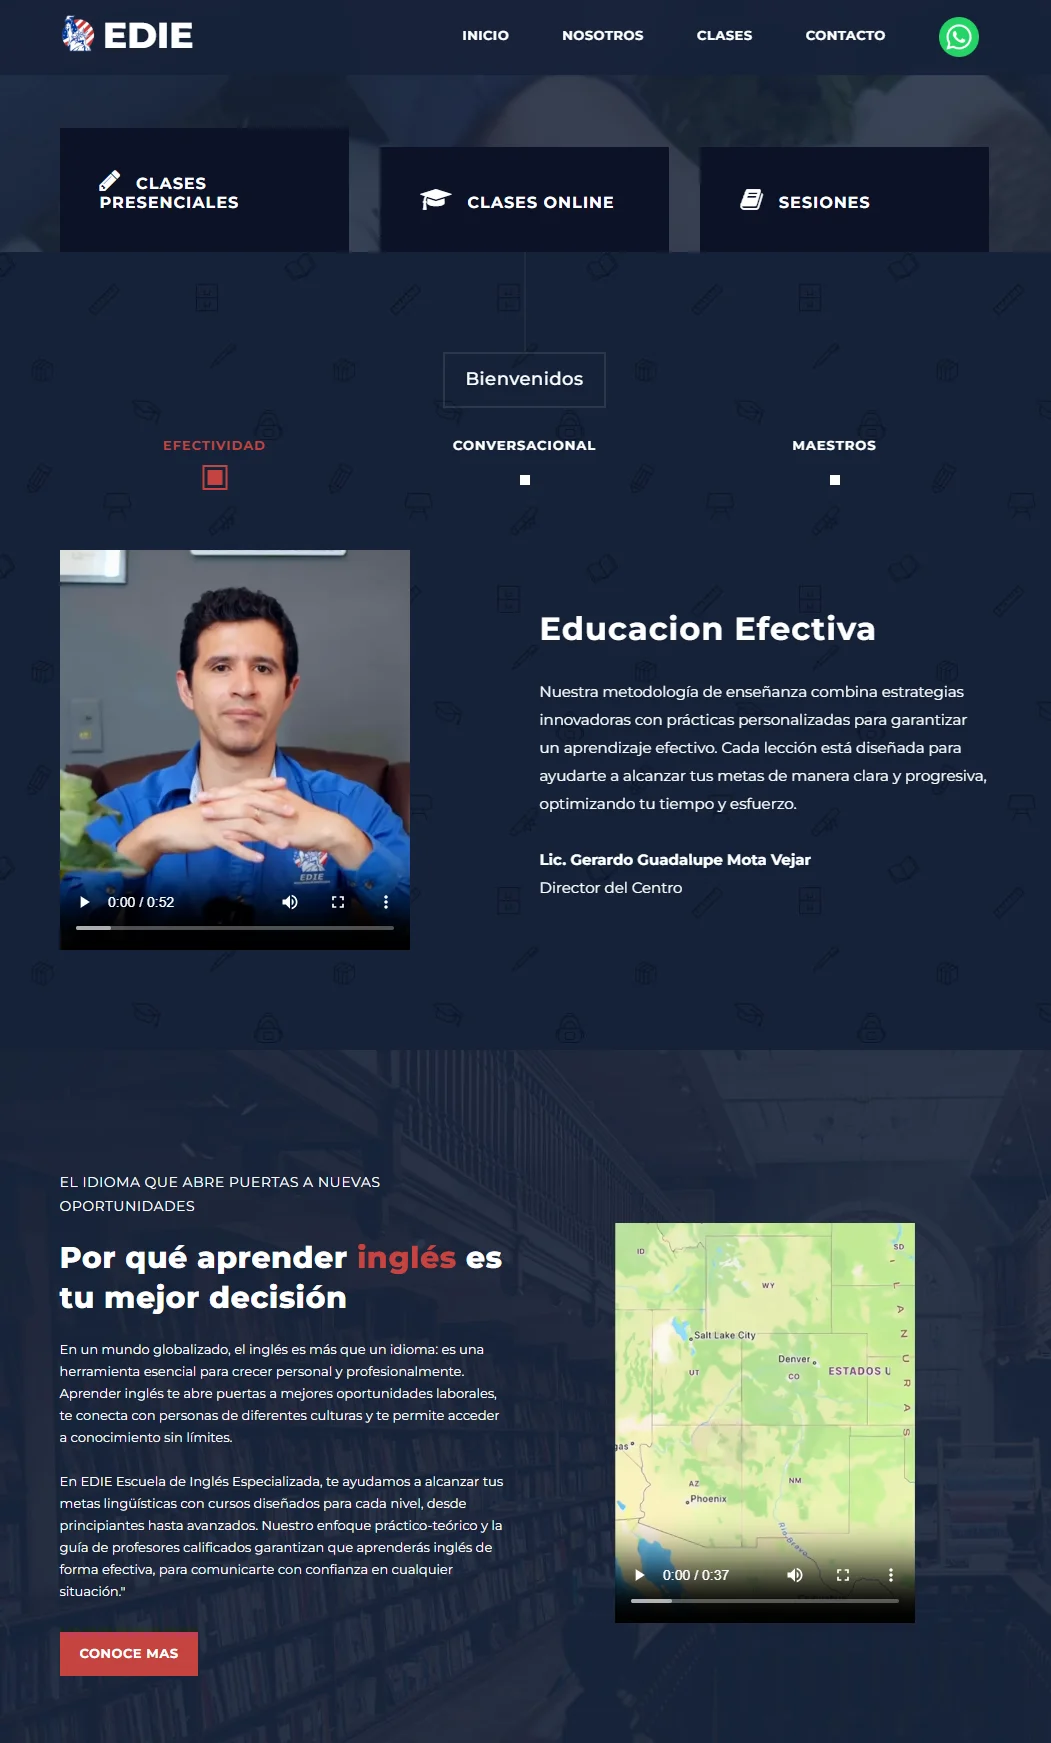 EDIE
INICIO
NOSOTROS
CLASES
CONTACTO
CLASES
PRESENCIALES
CLASES ONLINE
SESIONES
Bienvenidos
EFECTIVIDAD
CONVERSACIONAL
MAESTROS
EDIE
0:00 / 0:52
Educacion Efectiva
Nuestra metodología de enseñanza combina estrategias
innovadoras con prácticas personalizadas para garantizar
un aprendizaje efectivo. Cada lección está diseñada para
ayudarte a alcanzar tus metas de manera clara y progresiva,
optimizando tu tiempo y esfuerzo.
Lic. Gerardo Guadalupe Mota Vejar
Director del Centro
EL IDIOMA QUE ABRE PUERTAS A NUEVAS
OPORTUNIDADES
Por qué aprender inglés es
tu mejor decisión
En un mundo globalizado, el inglés es más que un idioma: es una
herramienta esencial para crecer personal y profesionalmente.
Aprender inglés te abre puertas a mejores oportunidades laborales,
te conecta con personas de diferentes culturas y te permite acceder
a conocimiento sin límites.
En EDIE Escuela de Inglés Especializada, te ayudamos a alcanzar tus
metas lingüísticas con cursos diseñados para cada nivel, desde
principiantes hasta avanzados. Nuestro enfoque práctico-teórico y la
guía de profesores calificados garantizan que aprenderás inglés de
forma efectiva, para comunicarte con confianza en cualquier
situación."
CONOCE MAS
ID
SD
WY
Salt Lake City
Denver
UT
CO
ESTADOS U
L A N U R A S
gas
AZ
NM
Phoenix
Río Bravo
0:00 / 0:37